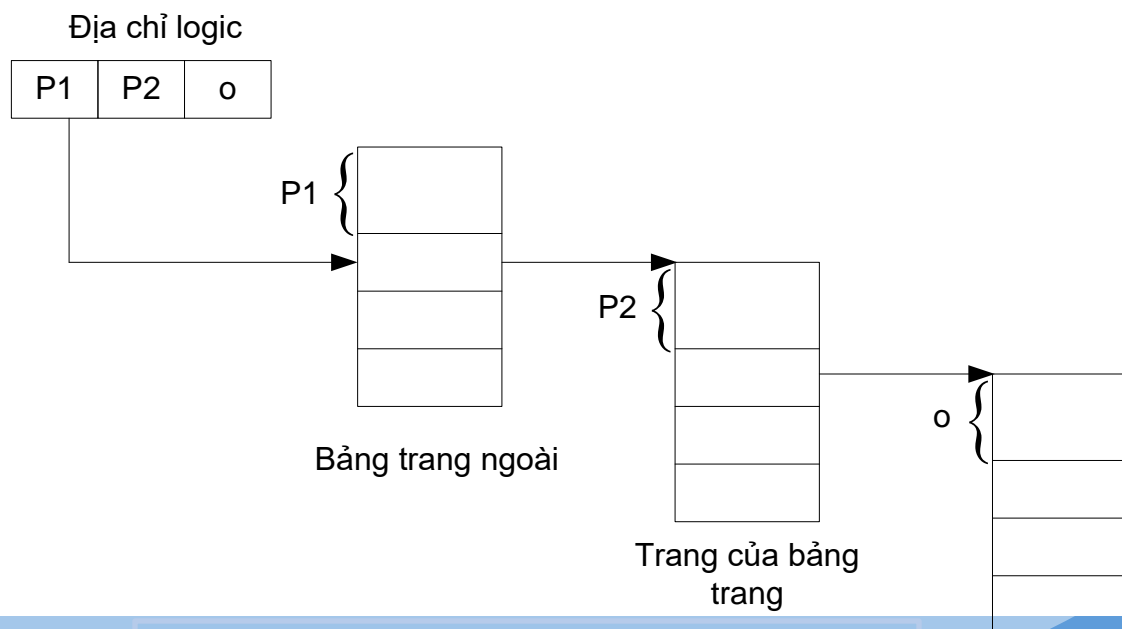 Địa chỉ logic
P1 P2 o
P1
P2
o
Bảng trang ngoài
Trang của bảng
trang